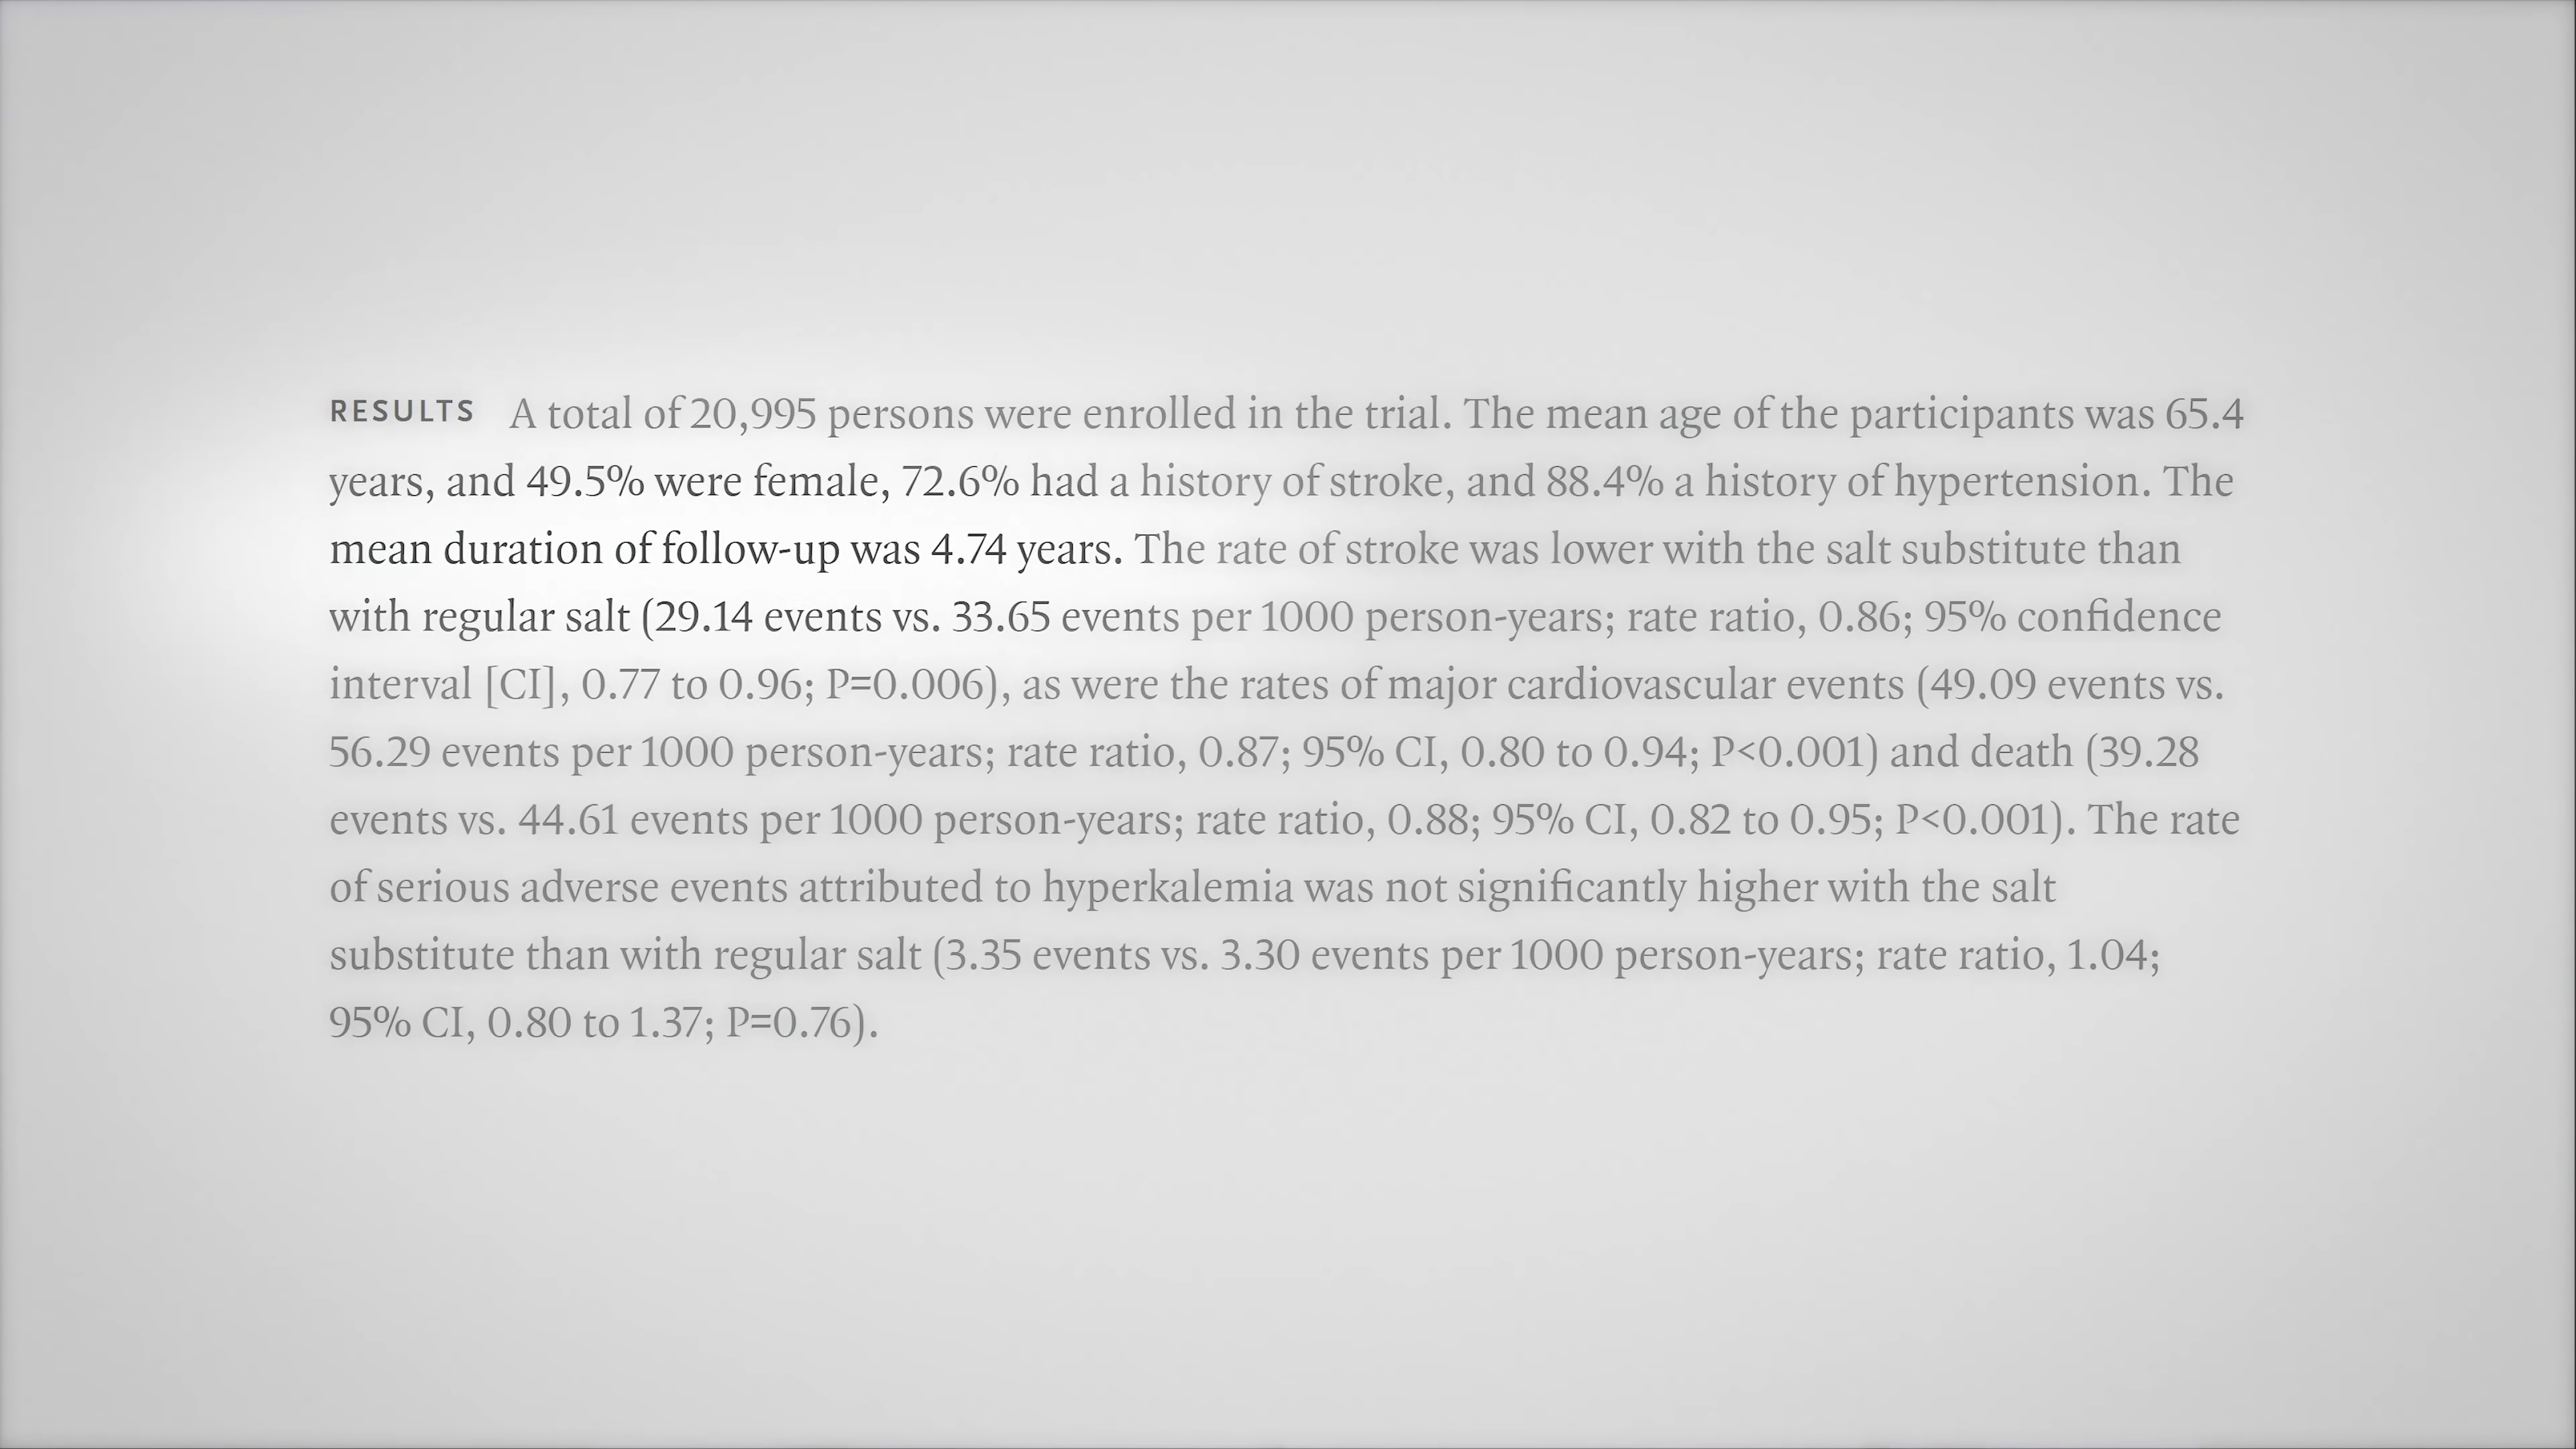 RESULTS A total of 20,995 persons were enrolled in the trial. The mean age of the participants was 65.4
years, and 49.5% were female, 72.6% had a history of stroke, and 88.4% a history of hypertension. The
mean duration of follow-up was 4.74 years. The rate of stroke was lower with the salt substitute than
with regular salt (29.14 events vs. 33.65 events per 1000 person-years; rate ratio, 0.86; 95% confidence
interval [CI], 0.77 to 0.96; P=0.006), as were the rates of major cardiovascular events (49.09 events vs.
56.29 events per 1000 person-years; rate ratio, 0.87; 95% CI, 0.80 to 0.94; P<0.001) and death (39.28
events vs. 44.61 events per 1000 person-years; rate ratio, 0.88; 95% CI, 0.82 to 0.95; P<0.001). The rate
of serious adverse events attributed to hyperkalemia was not significantly higher with the salt
substitute than with regular salt (3.35 events vs. 3.30 events per 1000 person-years; rate ratio, 1.04;
95% CI, 0.80 to 1.37; P=0.76).